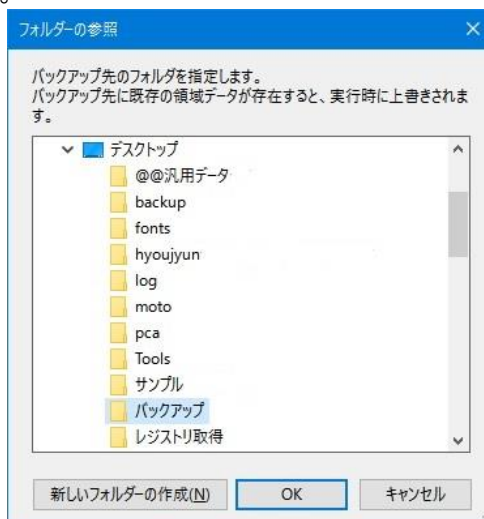 フォルダーの参照
バックアップ先のフォルダを指定します。
バックアップ先に既存の領域データが存在すると、実行時に上書きされま
す。
デスクトップ
@@汎用データ
backup
fonts
hyoujyun
log
moto
pca
Tools
サンプル
バックアップ
レジストリ取得
新しいフォルダーの作成(N)
OK
キャンセル